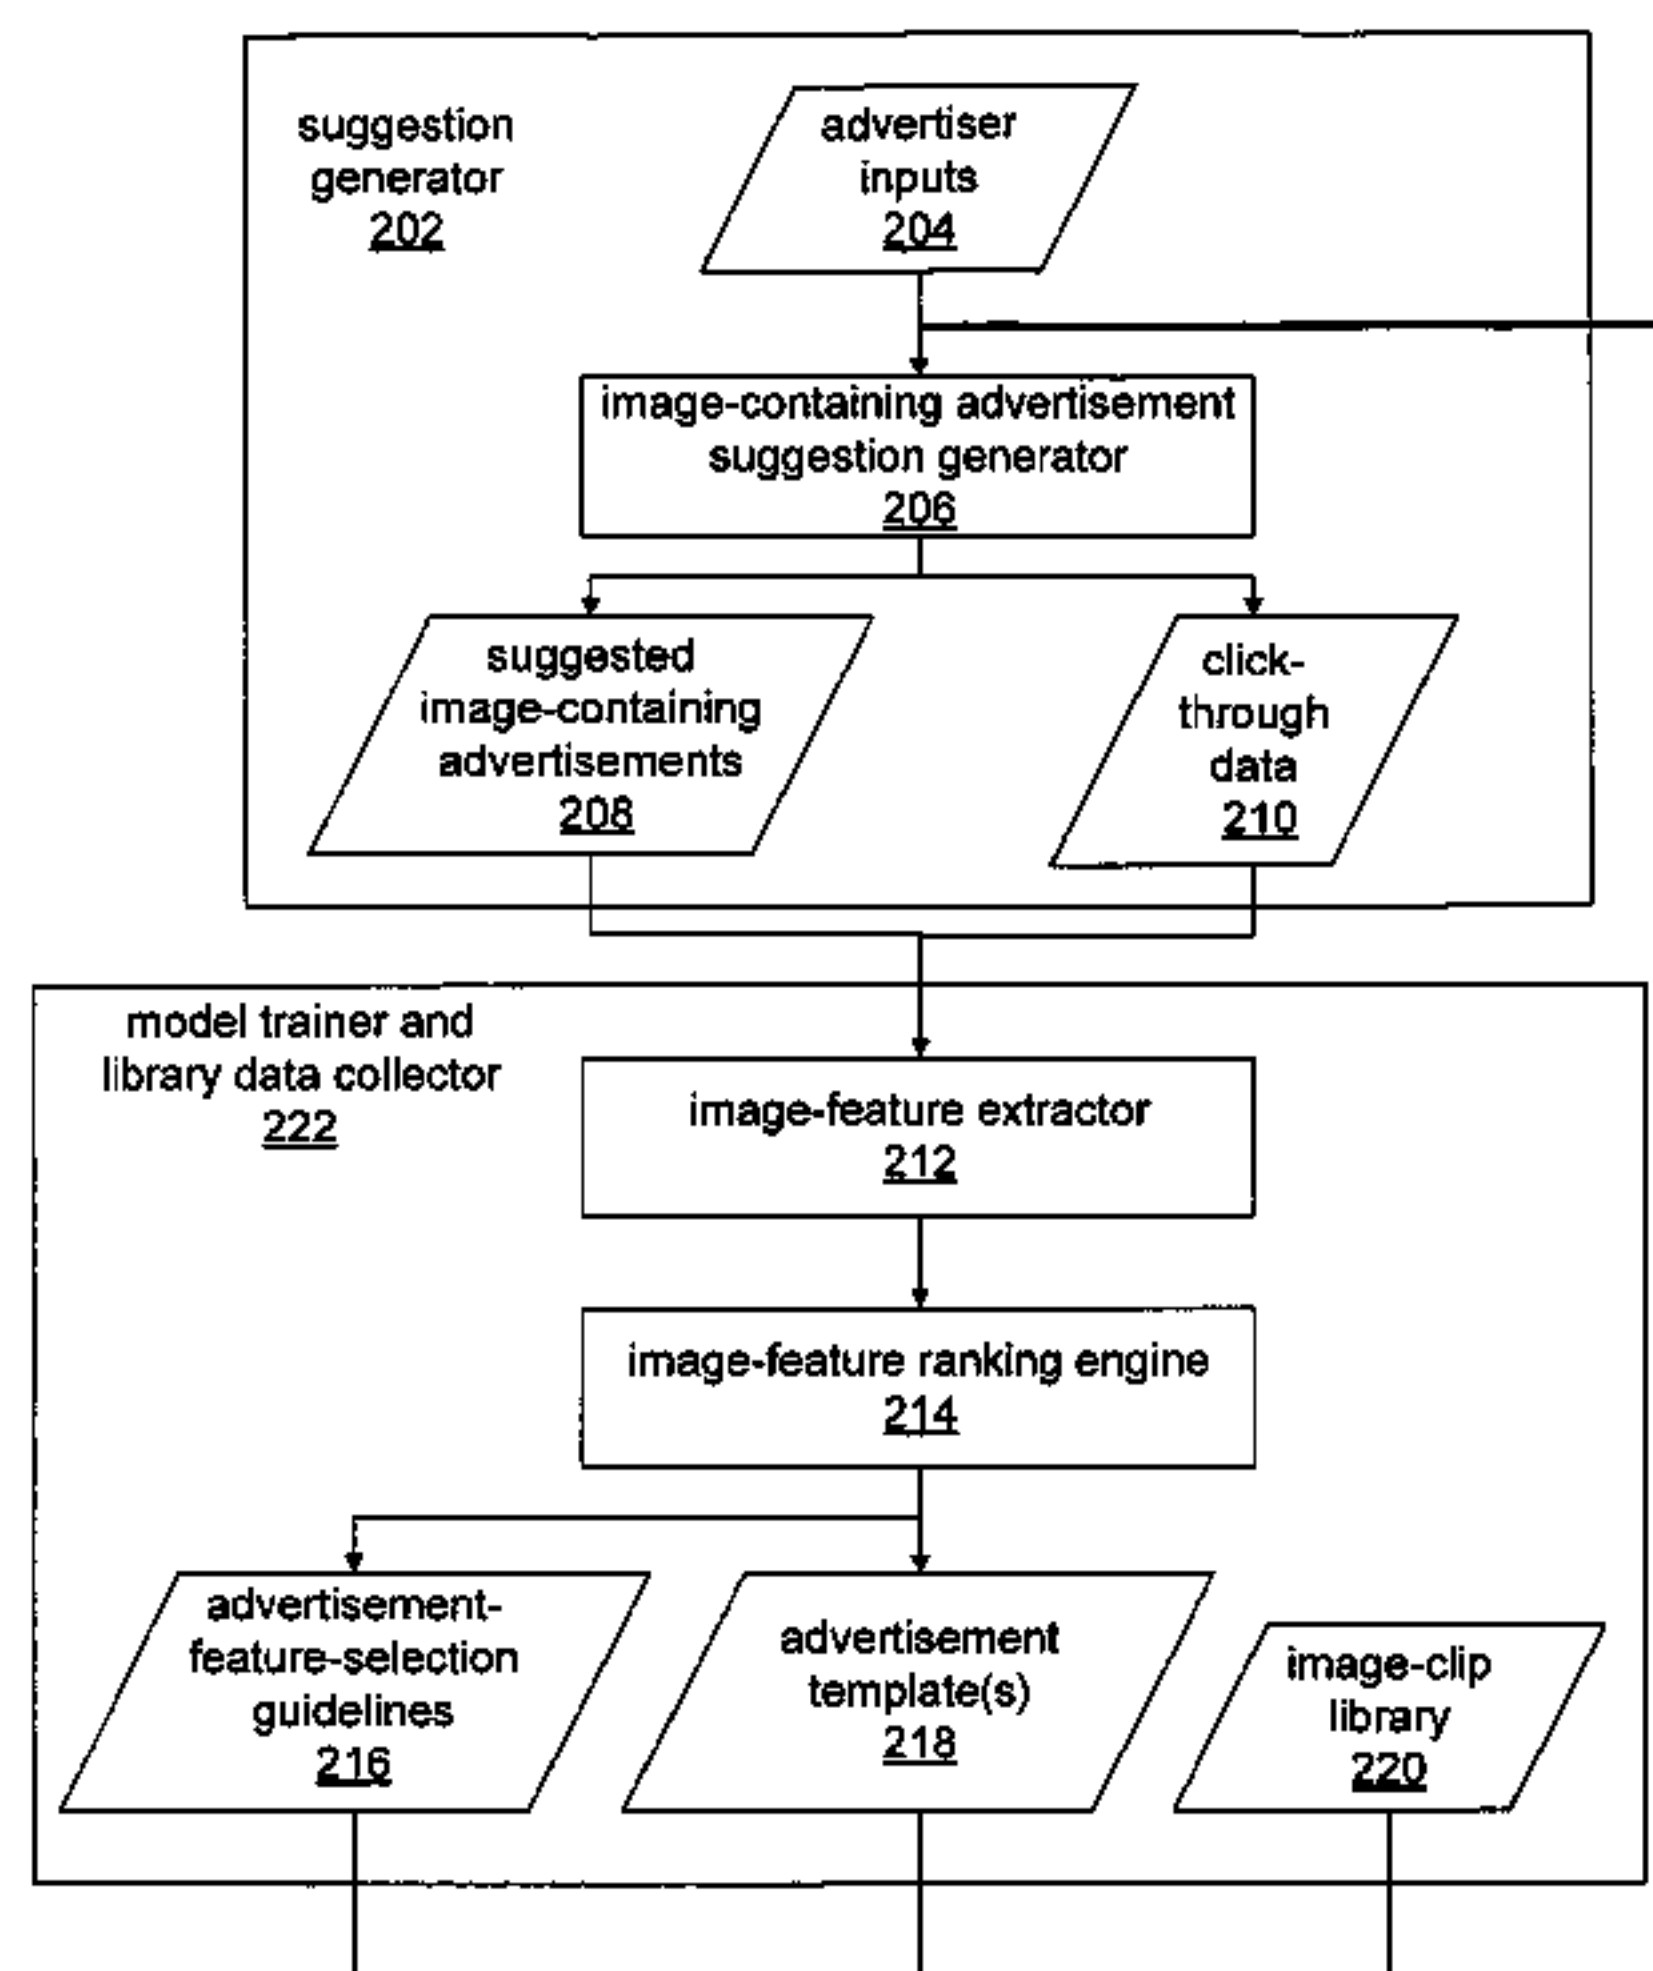 suggestion
generator
202
advertiser
inputs
204
image-containing advertisement
suggestion generator
206
suggested
image-containing
advertisements
208
click-
through
data
210
model trainer and
library data collector
222
image-feature extractor
212
image-feature ranking engine
214
advertisement-
feature-selection
guidelines
216
advertisement
template(s)
218
image-clip
library
220